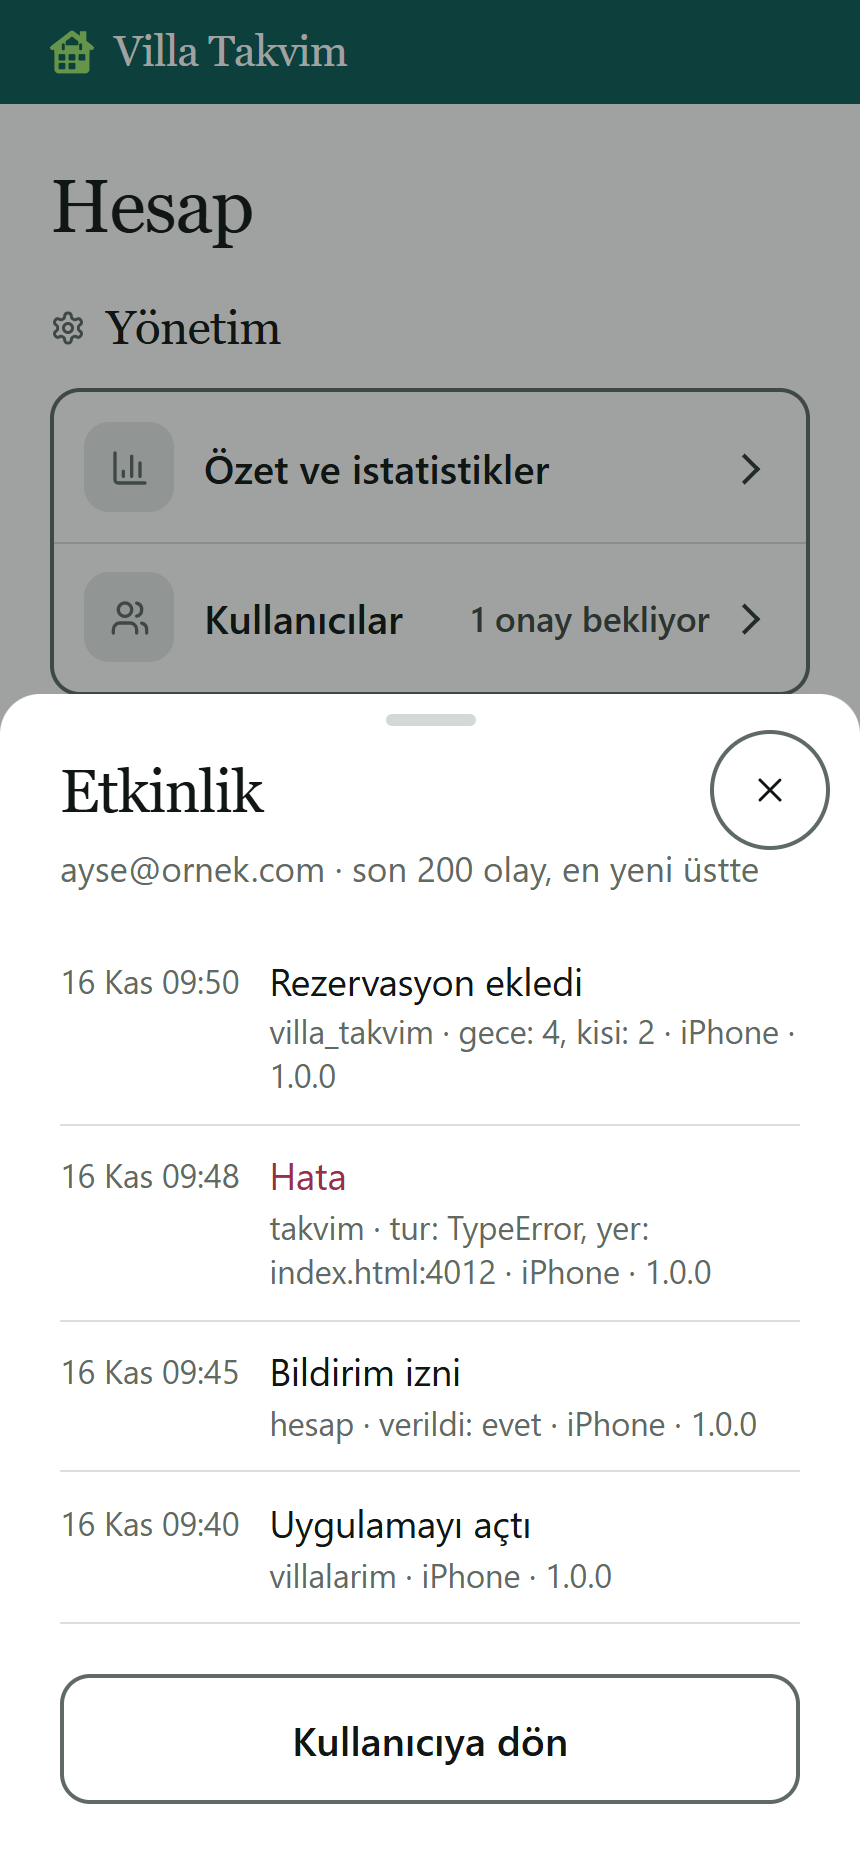 Villa Takvim
Hesap
Yönetim
Özet ve istatistikler
Kullanıcılar 1 onay bekliyor
Etkinlik
ayse@ornek.com · son 200 olay, en yeni üstte
16 Kas 09:50 Rezervasyon ekledi
villa_takvim · gece: 4, kisi: 2 · iPhone ·
1.0.0
16 Kas 09:48 Hata
takvim · tur: TypeError, yer:
index.html:4012 · iPhone · 1.0.0
16 Kas 09:45 Bildirim izni
hesap · verildi: evet · iPhone · 1.0.0
16 Kas 09:40 Uygulamayı açtı
villalarim · iPhone · 1.0.0
Kullanıcıya dön